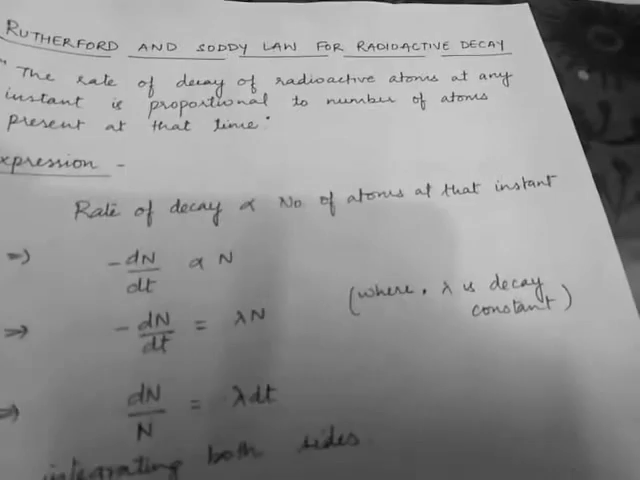 RUTHERFORD AND SODDY LAW FOR RADIOACTIVE DECAY
"The rate of decay of radioactive atoms at any
instant is proportional to number of atoms
present at that time"
xpression -
Rate of decay ∝ No of atoms at that instant
=) -dN/dt ∝ N
=> -dN/dt = λN (where, λ is decay constant)
=> dN/N = λdt
integrating both sides